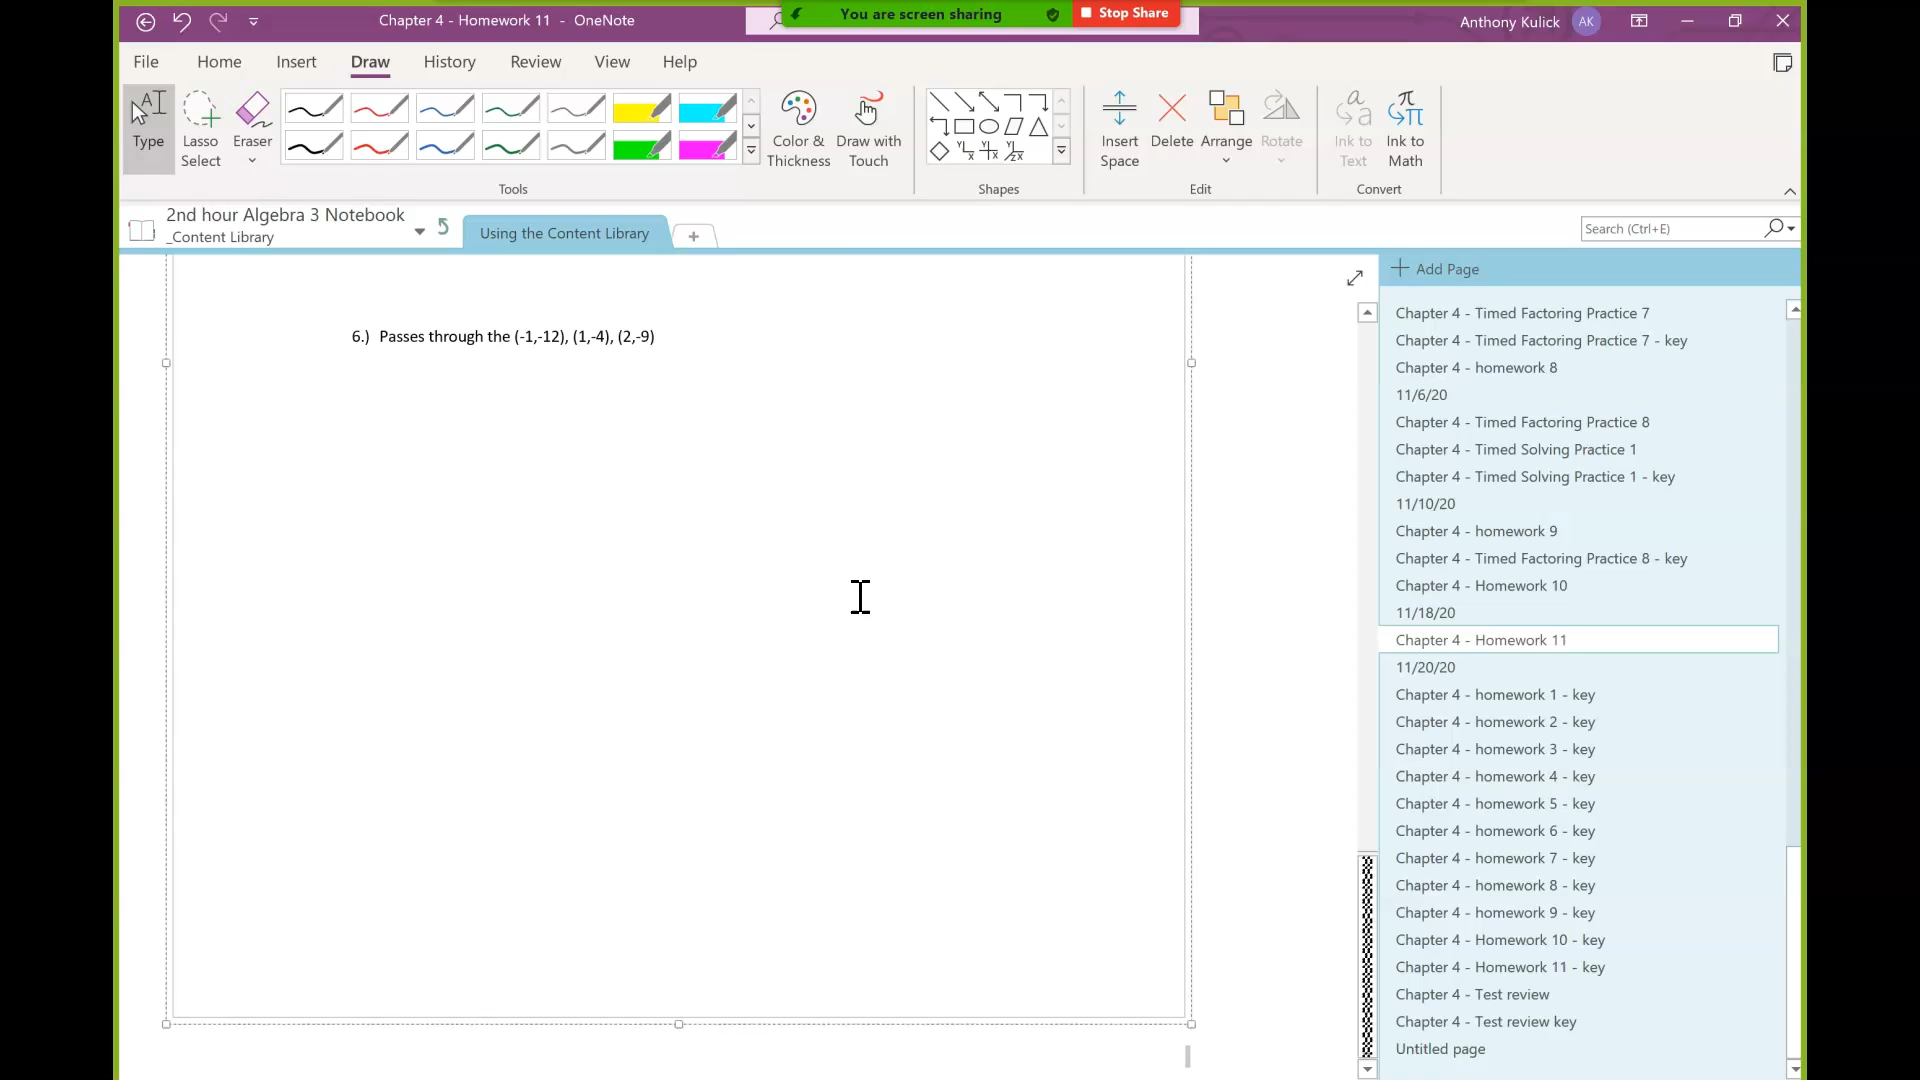 Chapter 4 - Homework 11 - OneNote
You are screen sharing
Stop Share
Anthony Kulick
AK
File
Home
Insert
Draw
History
Review
View
Help
Type
Lasso
Select
Eraser
Color &
Thickness
Draw with
Touch
Tools
Shapes
Insert
Space
Delete
Arrange
Rotate
Edit
Ink to
Text
Ink to
Math
Convert
2nd hour Algebra 3 Notebook
_Content Library
Using the Content Library
Search (Ctrl+E)
6.) Passes through the (-1,-12), (1,-4), (2,-9)
Add Page
Chapter 4 - Timed Factoring Practice 7
Chapter 4 - Timed Factoring Practice 7 - key
Chapter 4 - homework 8
11/6/20
Chapter 4 - Timed Factoring Practice 8
Chapter 4 - Timed Solving Practice 1
Chapter 4 - Timed Solving Practice 1 - key
11/10/20
Chapter 4 - homework 9
Chapter 4 - Timed Factoring Practice 8 - key
Chapter 4 - Homework 10
11/18/20
Chapter 4 - Homework 11
11/20/20
Chapter 4 - homework 1 - key
Chapter 4 - homework 2 - key
Chapter 4 - homework 3 - key
Chapter 4 - homework 4 - key
Chapter 4 - homework 5 - key
Chapter 4 - homework 6 - key
Chapter 4 - homework 7 - key
Chapter 4 - homework 8 - key
Chapter 4 - homework 9 - key
Chapter 4 - Homework 10 - key
Chapter 4 - Homework 11 - key
Chapter 4 - Test review
Chapter 4 - Test review key
Untitled page